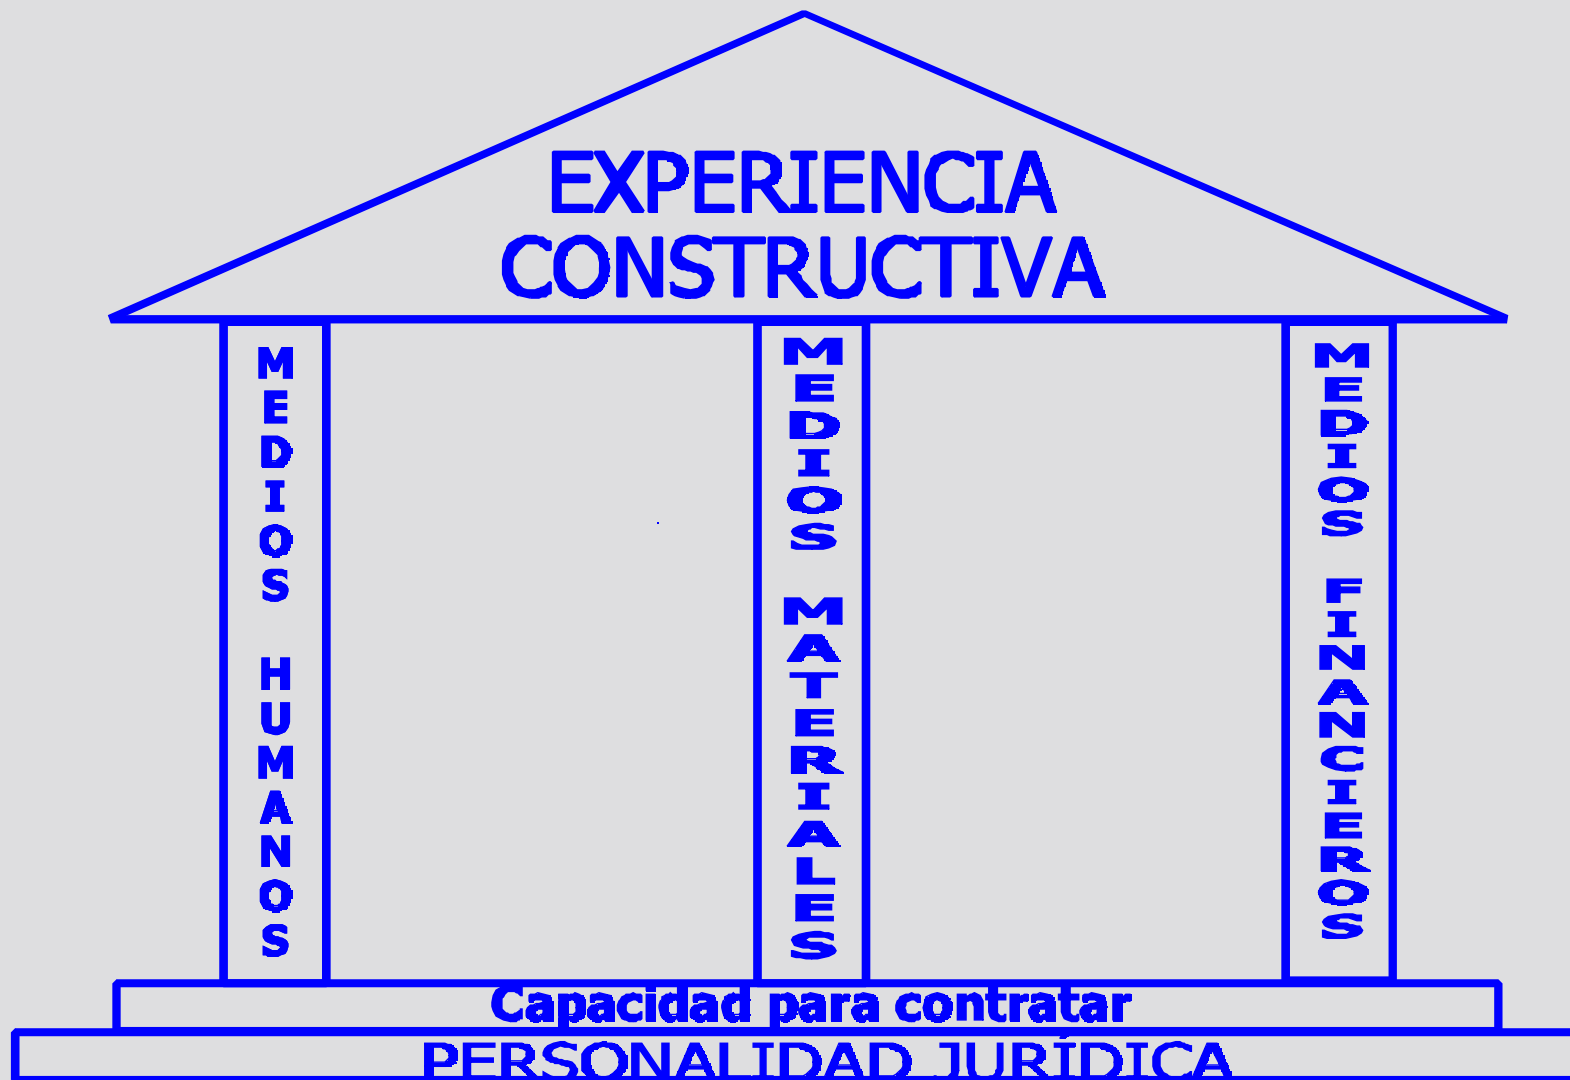 EXPERIENCIA
CONSTRUCTIVA
MEDIOS HUMANOS
MEDIOS MATERIALES
MEDIOS FINANCIEROS
Capacidad para contratar
PERSONALIDAD JURÍDICA